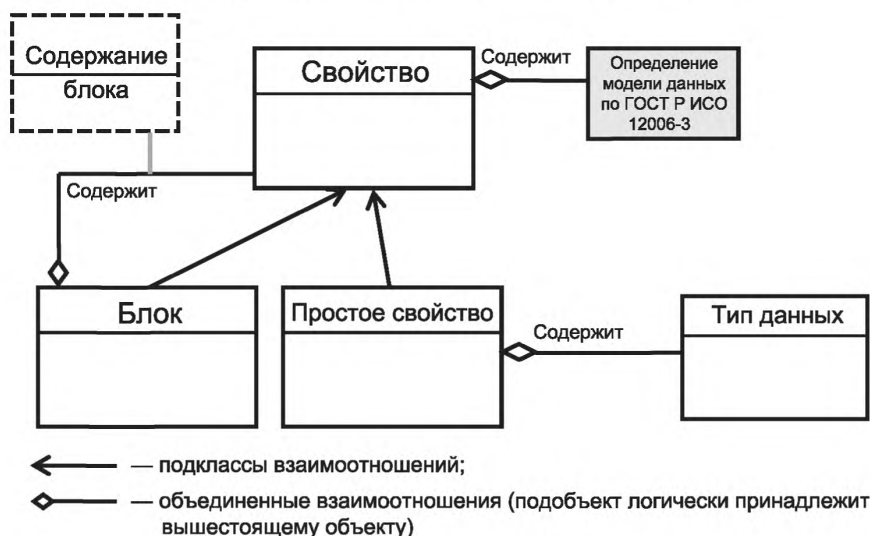 Содержание
блока
Свойство
Содержит
Определение
модели данных
по ГОСТ Р ИСО
12006-3
Содержит
Блок
Простое свойство
Содержит
Тип данных
— подклассы взаимоотношений;
— объединенные взаимоотношения (подобъект логически принадлежит
вышестоящему объекту)